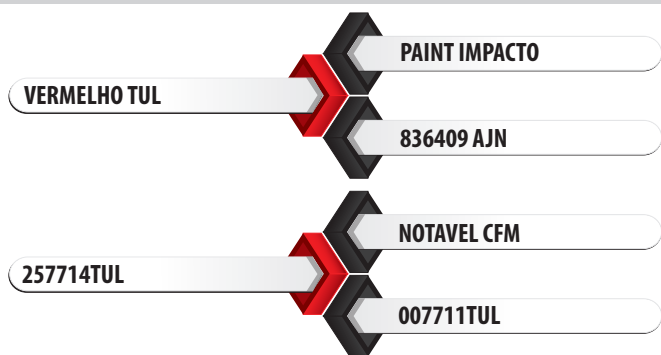 PAINT IMPACTO
VERMELHO TUL
836409 AJN
NOTAVEL CFM
257714TUL
007711TUL